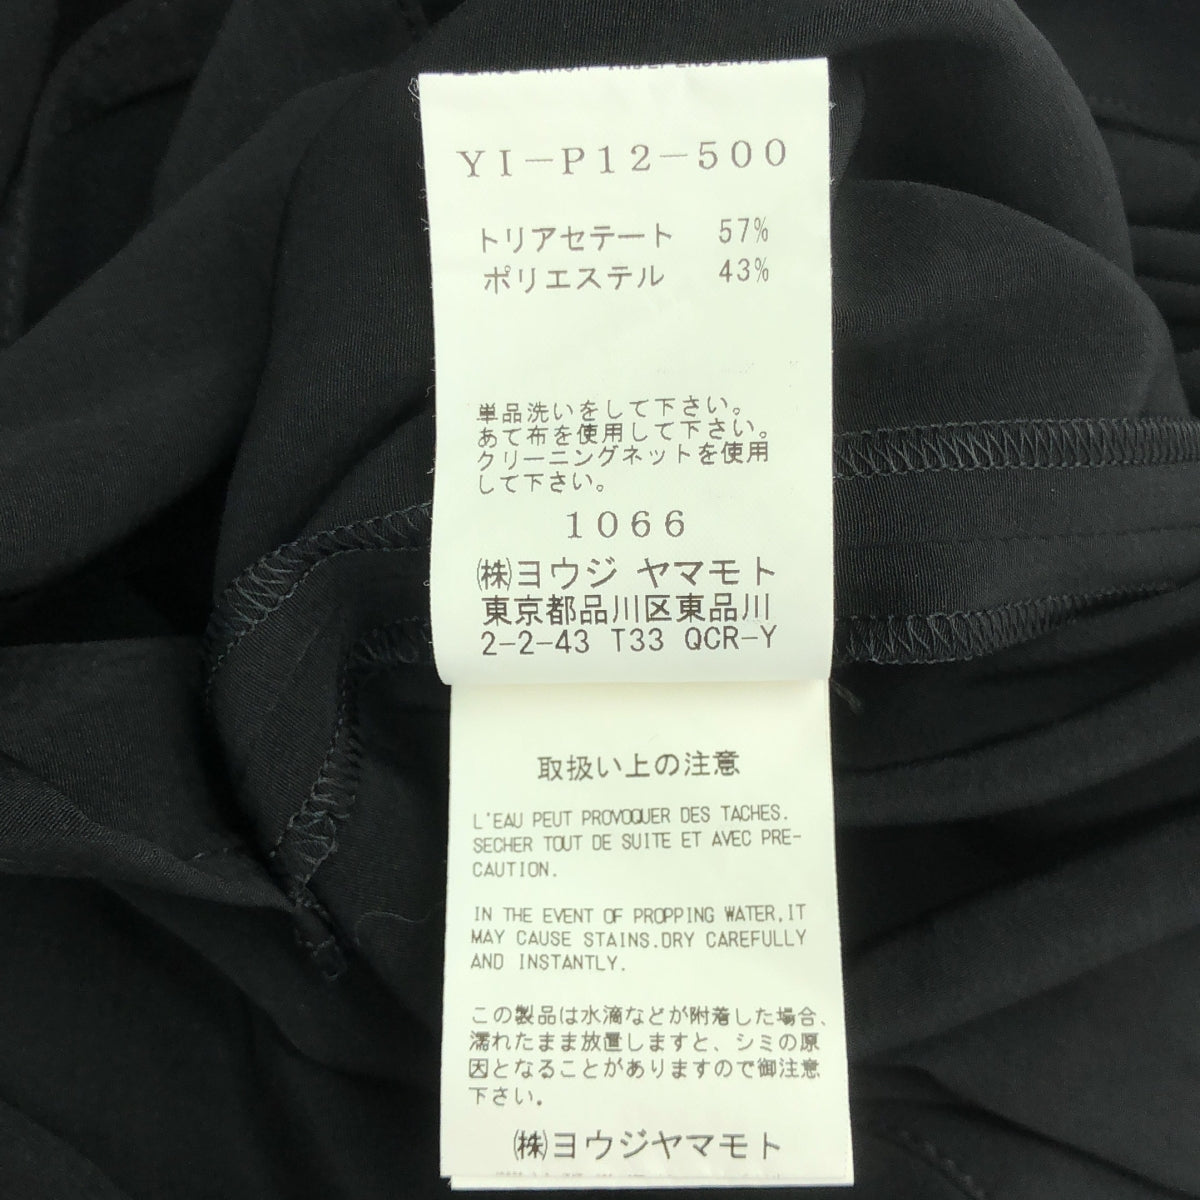 YI-P12-500
トリアセテート 57%
ポリエステル 43%
単品洗いをして下さい。
あて布を使用して下さい。
クリーニングネットを使用
して下さい。
1066
㈱ヨウジ ヤマモト
東京都品川区東品川
2-2-43 T33 QCR-Y
取扱い上の注意
L'EAU PEUT PROVOQUER DES TACHES.
SECHER TOUT DE SUITE ET AVEC PRE-
CAUTION.
IN THE EVENT OF PROPPING WATER,IT
MAY CAUSE STAINS.DRY CAREFULLY
AND INSTANTLY.
この製品は水滴などが附着した場合、
濡れたまま放置しますと、シミの原
因となることがありますので御注意
下さい。
㈱ヨウジヤマモト